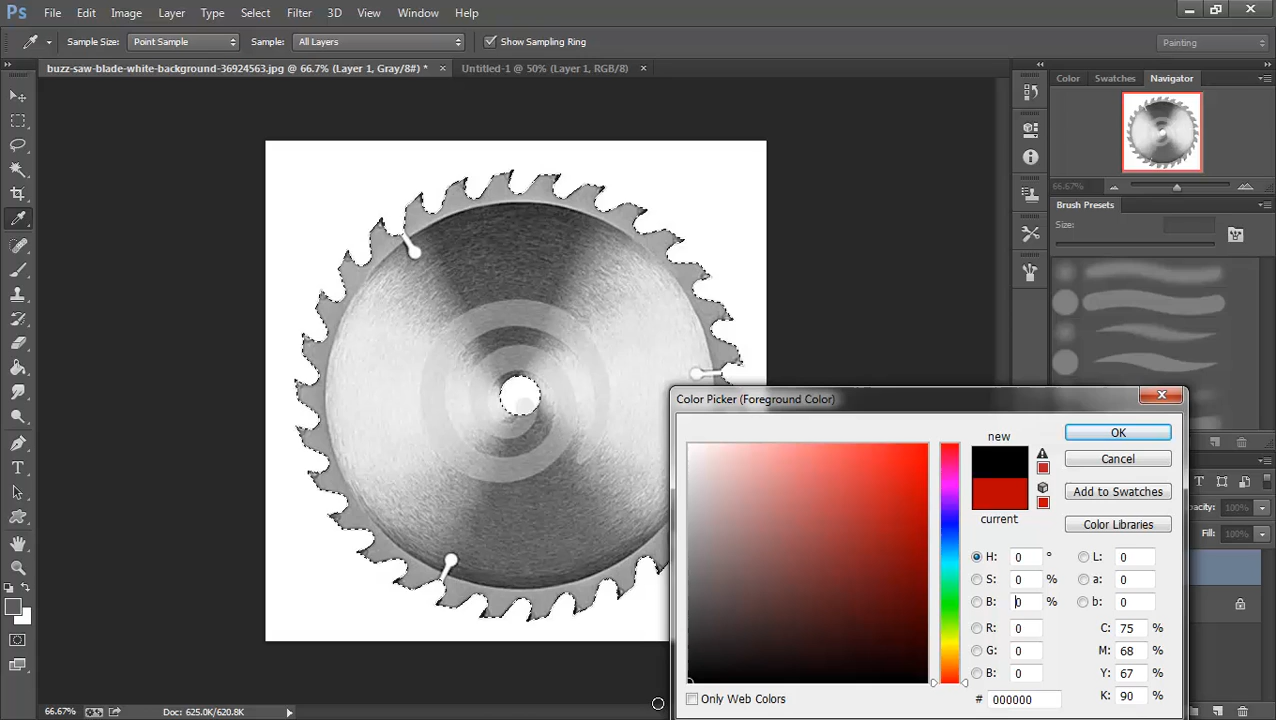 Ps File Edit Image Layer Type Select Filter 3D View Window Help
Sample Size: Point Sample Sample: All Layers Show Sampling Ring Painting
buzz-saw-blade-white-background-36924563.jpg @ 66.7% (Layer 1, Gray/8#) * × Untitled-1 @ 50% (Layer 1, RGB/8) ×
Color Swatches Navigator
66.67%
Brush Presets
Size:
Color Picker (Foreground Color)
new
current
OK
Cancel
Add to Swatches
Color Libraries
H: 0 ° L: 0
S: 0 % a: 0
B: 0 % b: 0
R: 0 C: 75 %
G: 0 M: 68 %
B: 0 Y: 67 %
K: 90 %
# 000000
Only Web Colors
100%
Fill: 100%
66.67% Doc: 625.0K/620.8K